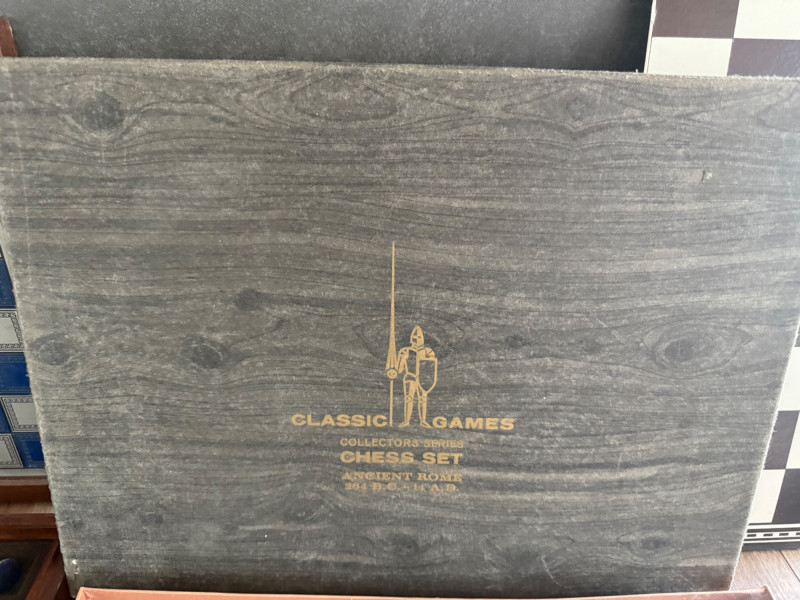 CLASSIC GAMES
COLLECTORS SERIES
CHESS SET
ANCIENT ROME
264 B.C. - 14 A.D.